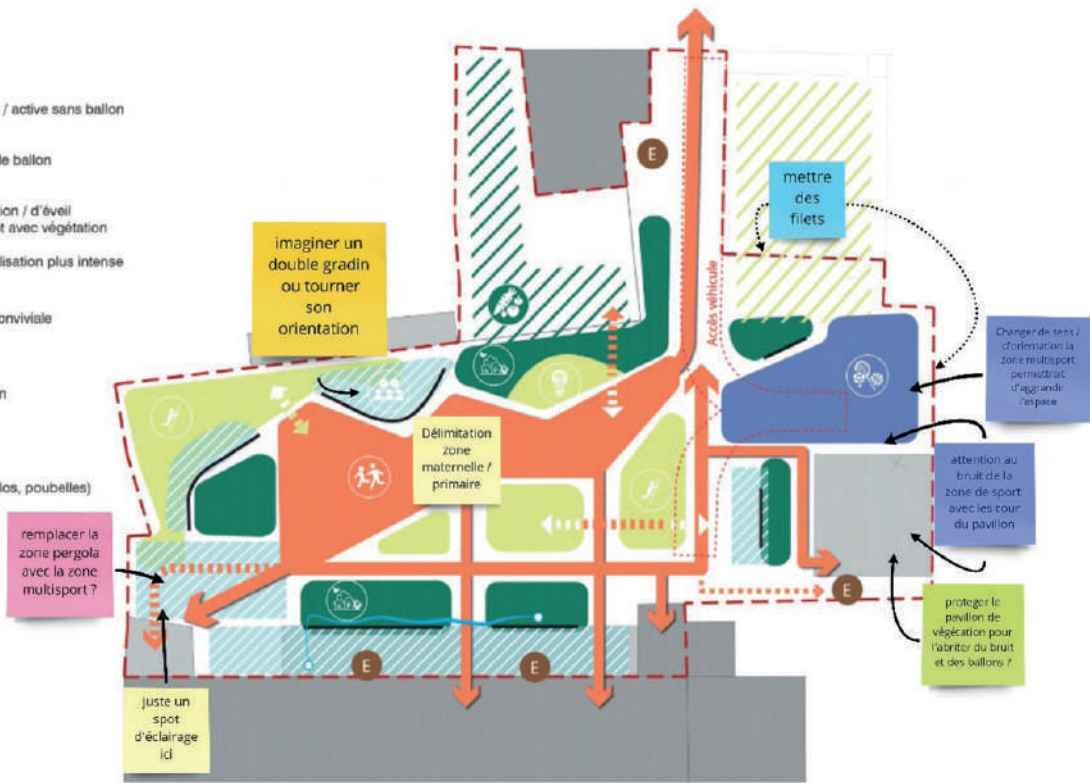 / active sans ballon
le ballon
ion / d'éveil
t avec végétation
lisation plus intense
onviviale
n
los, poubelles)
E
mettre
des
filets
imaginer un
double gradin
ou tourner
son
orientation
Accès véhicule
Changer de sens /
d'orientation la
zone multisport
permettrait
d'aggrandir
l'espace
Délimitation
zone
maternelle /
primaire
attention au
bruit de la
zone de sport
avec les cour
du pavillon
remplacer la
zone pergola
avec la zone
multisport ?
E
proteger le
pavillon de
végétation pour
l'abriter du bruit
et des ballons ?
E
E
juste un
spot
d'éclairage
ici